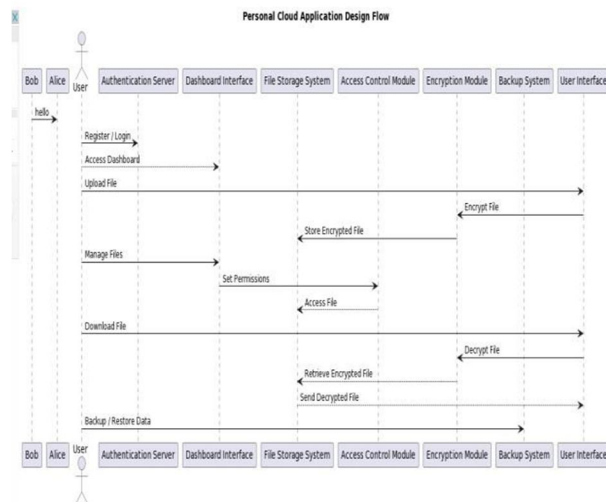 Personal Cloud Application Design Flow
Bob Alice User Authentication Server Dashboard Interface File Storage System Access Control Module Encryption Module Backup System User Interface
hello
Register / Login
Access Dashboard
Upload File
Encrypt File
Store Encrypted File
Manage Files
Set Permissions
Access File
Download File
Decrypt File
Retrieve Encrypted File
Send Decrypted File
Backup / Restore Data
Bob Alice User Authentication Server Dashboard Interface File Storage System Access Control Module Encryption Module Backup System User Interface